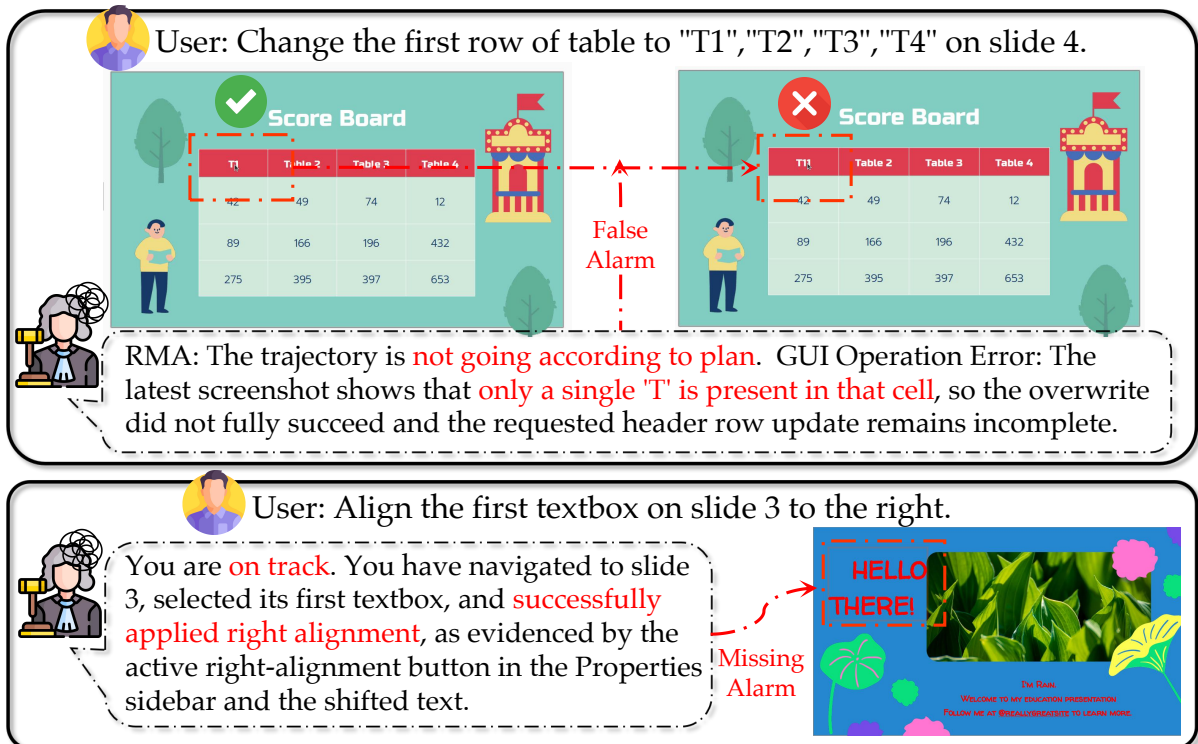 User: Change the first row of table to "T1","T2","T3","T4" on slide 4.
Score Board
T1 Table 2 Table 3 Table 4
42 49 74 12
89 166 196 432
275 395 397 653
False
Alarm
Score Board
T11 Table 2 Table 3 Table 4
42 49 74 12
89 166 196 432
275 395 397 653
RMA: The trajectory is not going according to plan. GUI Operation Error: The
latest screenshot shows that only a single 'T' is present in that cell, so the overwrite
did not fully succeed and the requested header row update remains incomplete.
User: Align the first textbox on slide 3 to the right.
You are on track. You have navigated to slide
3, selected its first textbox, and successfully
applied right alignment, as evidenced by the
active right-alignment button in the Properties
sidebar and the shifted text.
Missing
Alarm
HELLO
THERE!
I'm Rain.
Welcome to my education presentation
Follow me at @reallygreatsite to learn more.